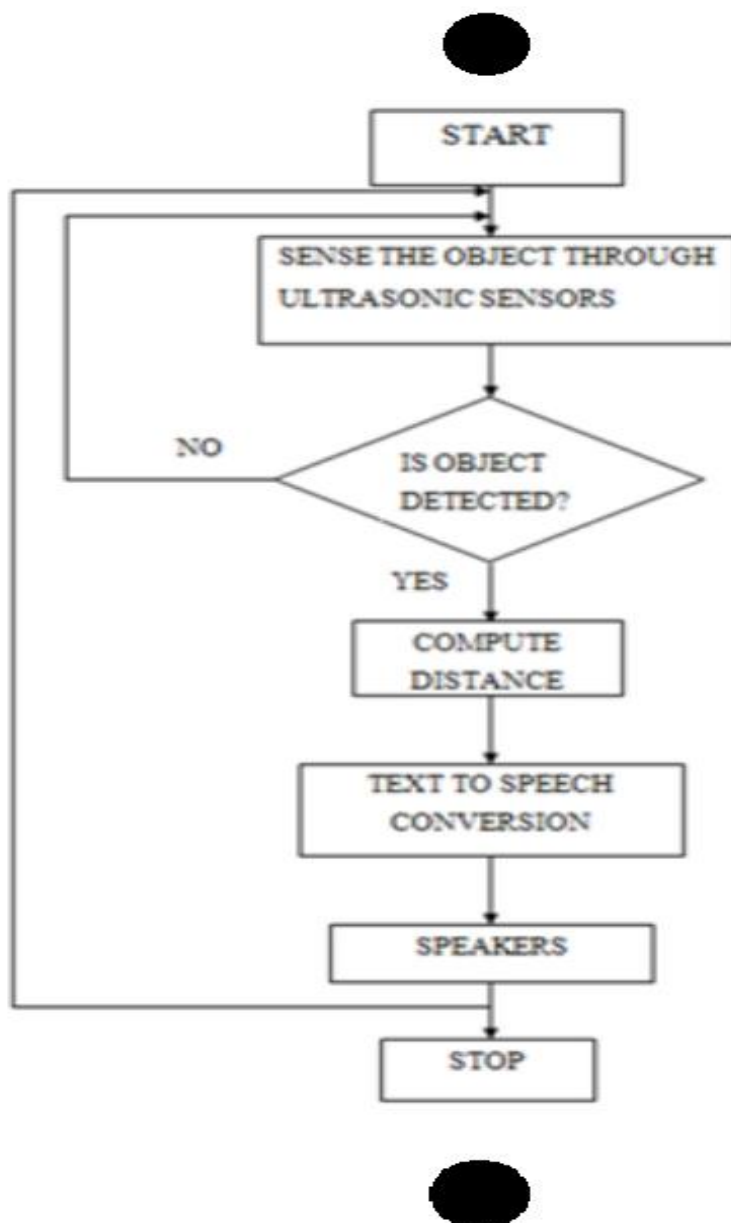 START
SENSE THE OBJECT THROUGH
ULTRASONIC SENSORS
NO
IS OBJECT
DETECTED?
YES
COMPUTE
DISTANCE
TEXT TO SPEECH
CONVERSION
SPEAKERS
STOP